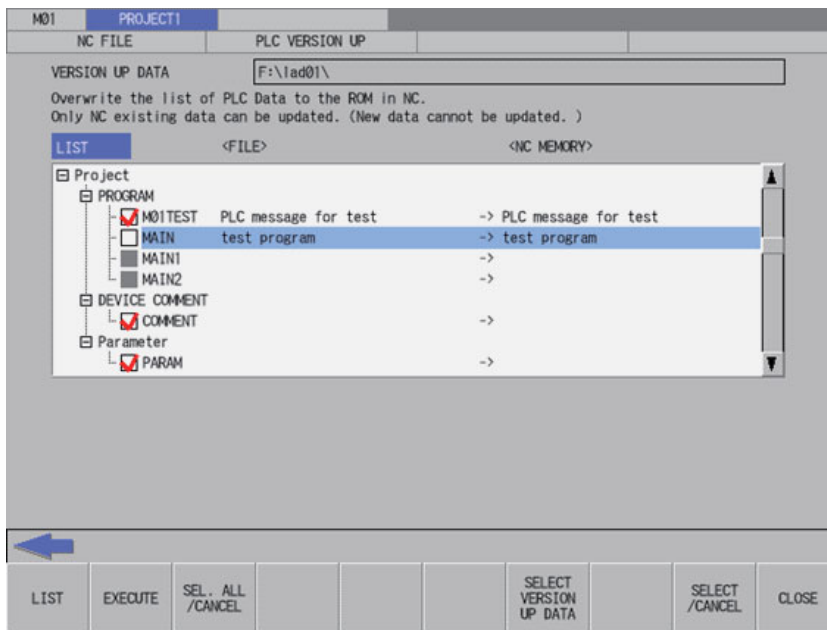 M01 PROJECT1
NC FILE PLC VERSION UP
VERSION UP DATA F:\lad01\
Overwrite the list of PLC Data to the ROM in NC.
Only NC existing data can be updated. (New data cannot be updated. )
LIST <FILE> <NC MEMORY>
Project
PROGRAM
M01TEST PLC message for test -> PLC message for test
MAIN test program -> test program
MAIN1 ->
MAIN2 ->
DEVICE COMMENT
COMMENT ->
Parameter
PARAM ->
LIST EXECUTE SEL. ALL /CANCEL SELECT VERSION UP DATA SELECT /CANCEL CLOSE